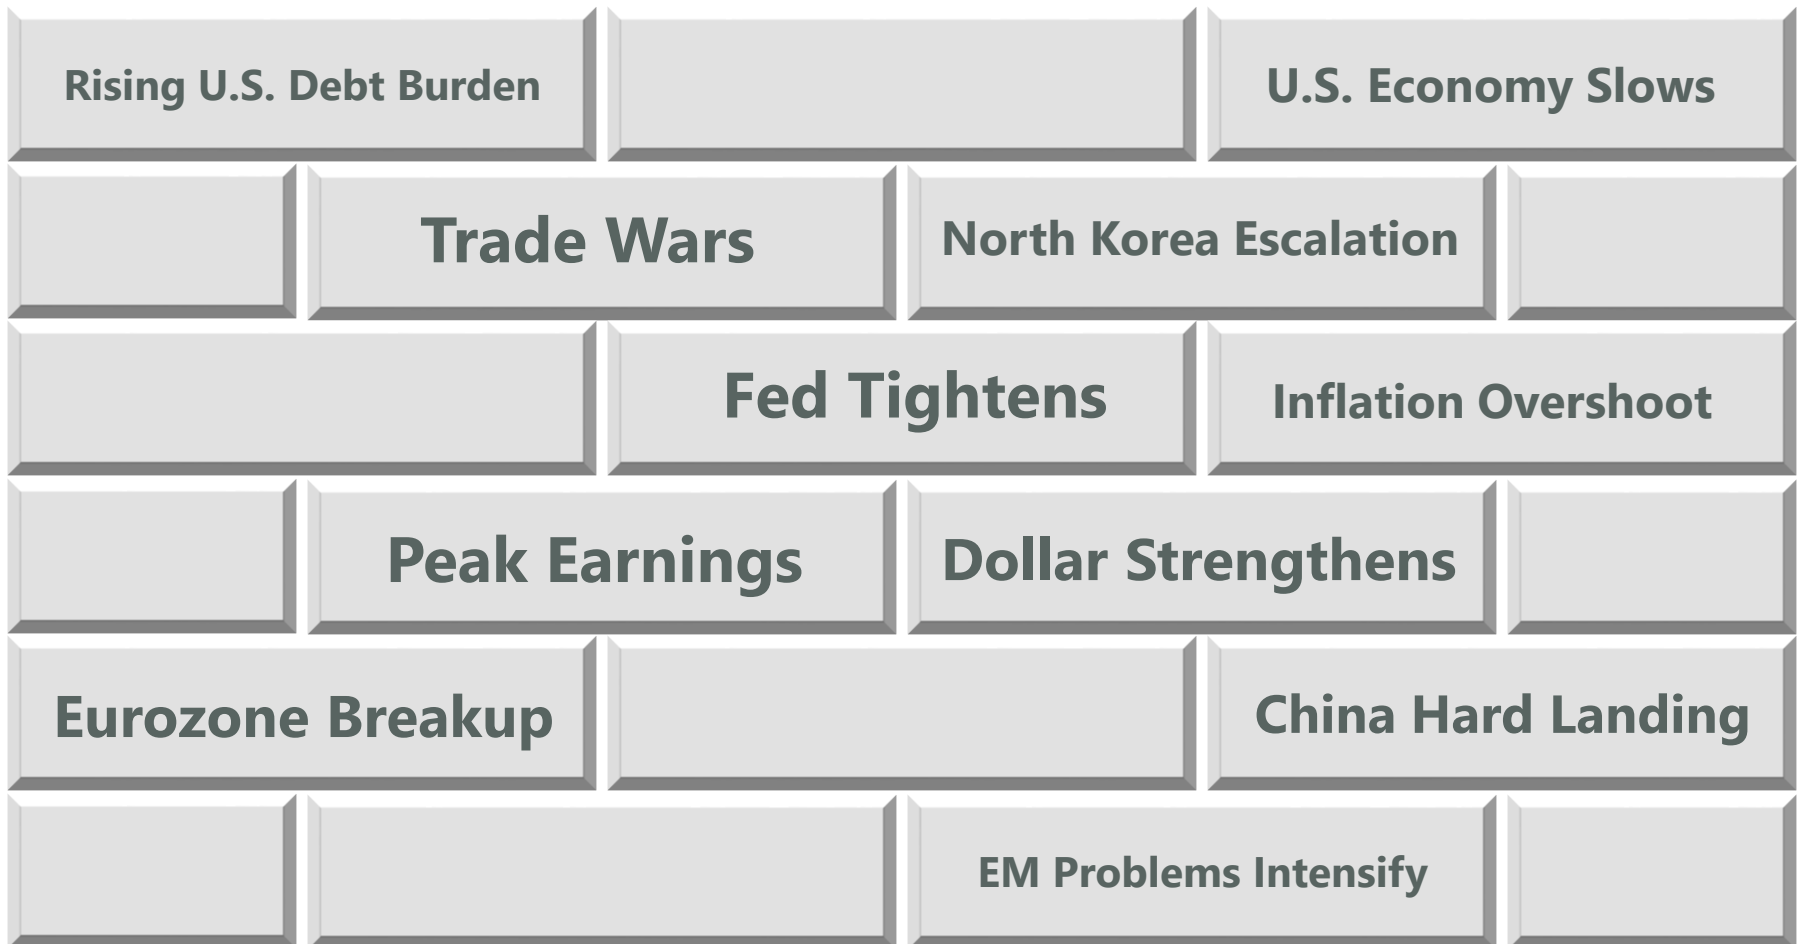 Rising U.S. Debt Burden
U.S. Economy Slows
Trade Wars
North Korea Escalation
Fed Tightens
Inflation Overshoot
Peak Earnings
Dollar Strengthens
Eurozone Breakup
China Hard Landing
EM Problems Intensify